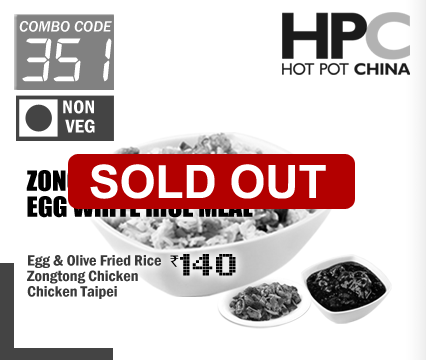 COMBO CODE
351
HPC
HOT POT CHINA
NON
VEG
SOLD OUT
EGG WHITE RICE MEAL
Egg & Olive Fried Rice ₹140
Zongtong Chicken
Chicken Taipei